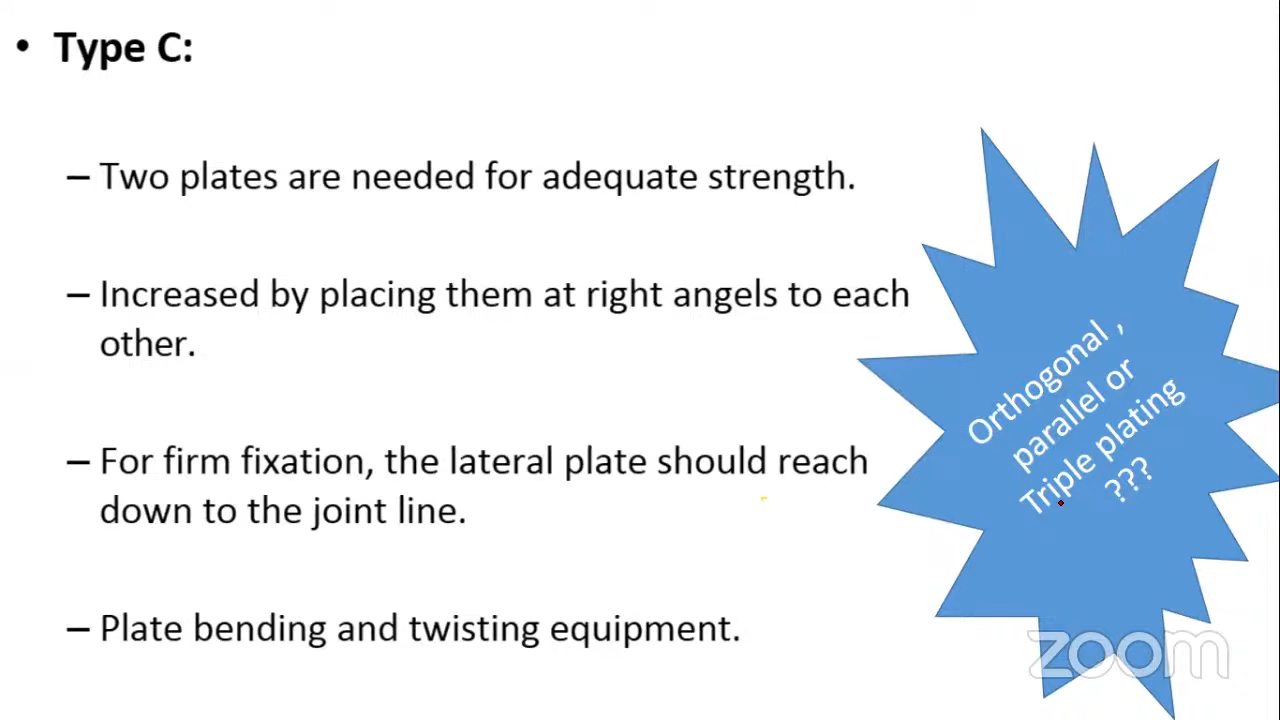 • Type C:
– Two plates are needed for adequate strength.
– Increased by placing them at right angels to each
other.
– For firm fixation, the lateral plate should reach
down to the joint line.
– Plate bending and twisting equipment.
Orthogonal ,
parallel or
Triple plating
???
zoom